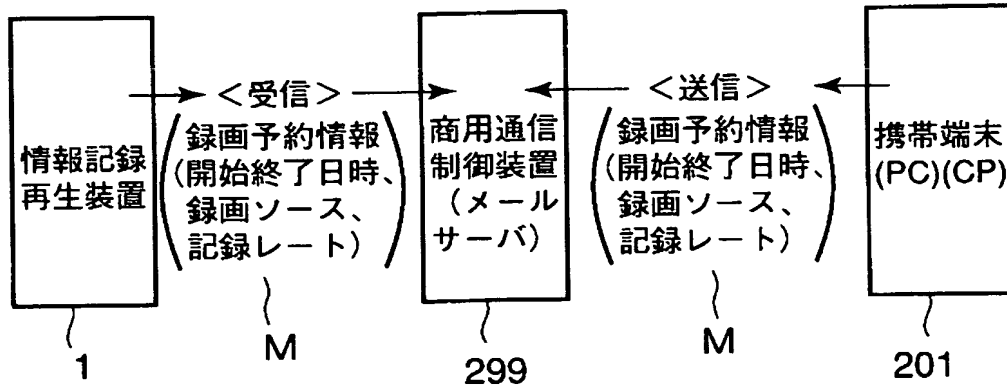 情報記録
再生装置
<受信>
録画予約情報
(開始終了日時、
録画ソース、
記録レート)
商用通信
制御装置
(メール
サーバ)
<送信>
録画予約情報
(開始終了日時、
録画ソース、
記録レート)
携帯端末
(PC)(CP)
1
M
299
M
201